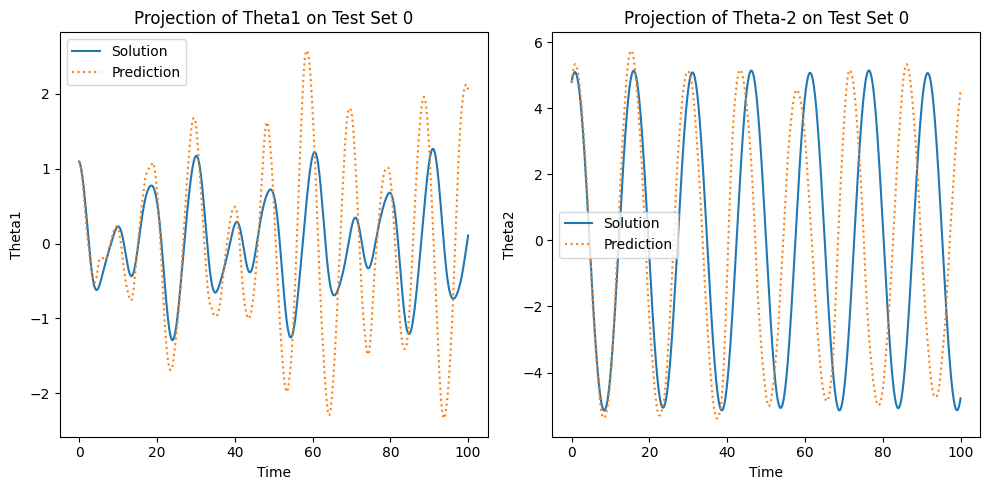 Projection of Theta1 on Test Set 0
Solution
Prediction
2
1
0
−1
−2
Theta1
0
20
40
60
80
100
Time
Projection of Theta-2 on Test Set 0
6
4
2
0
−2
−4
Theta2
Solution
Prediction
0
20
40
60
80
100
Time